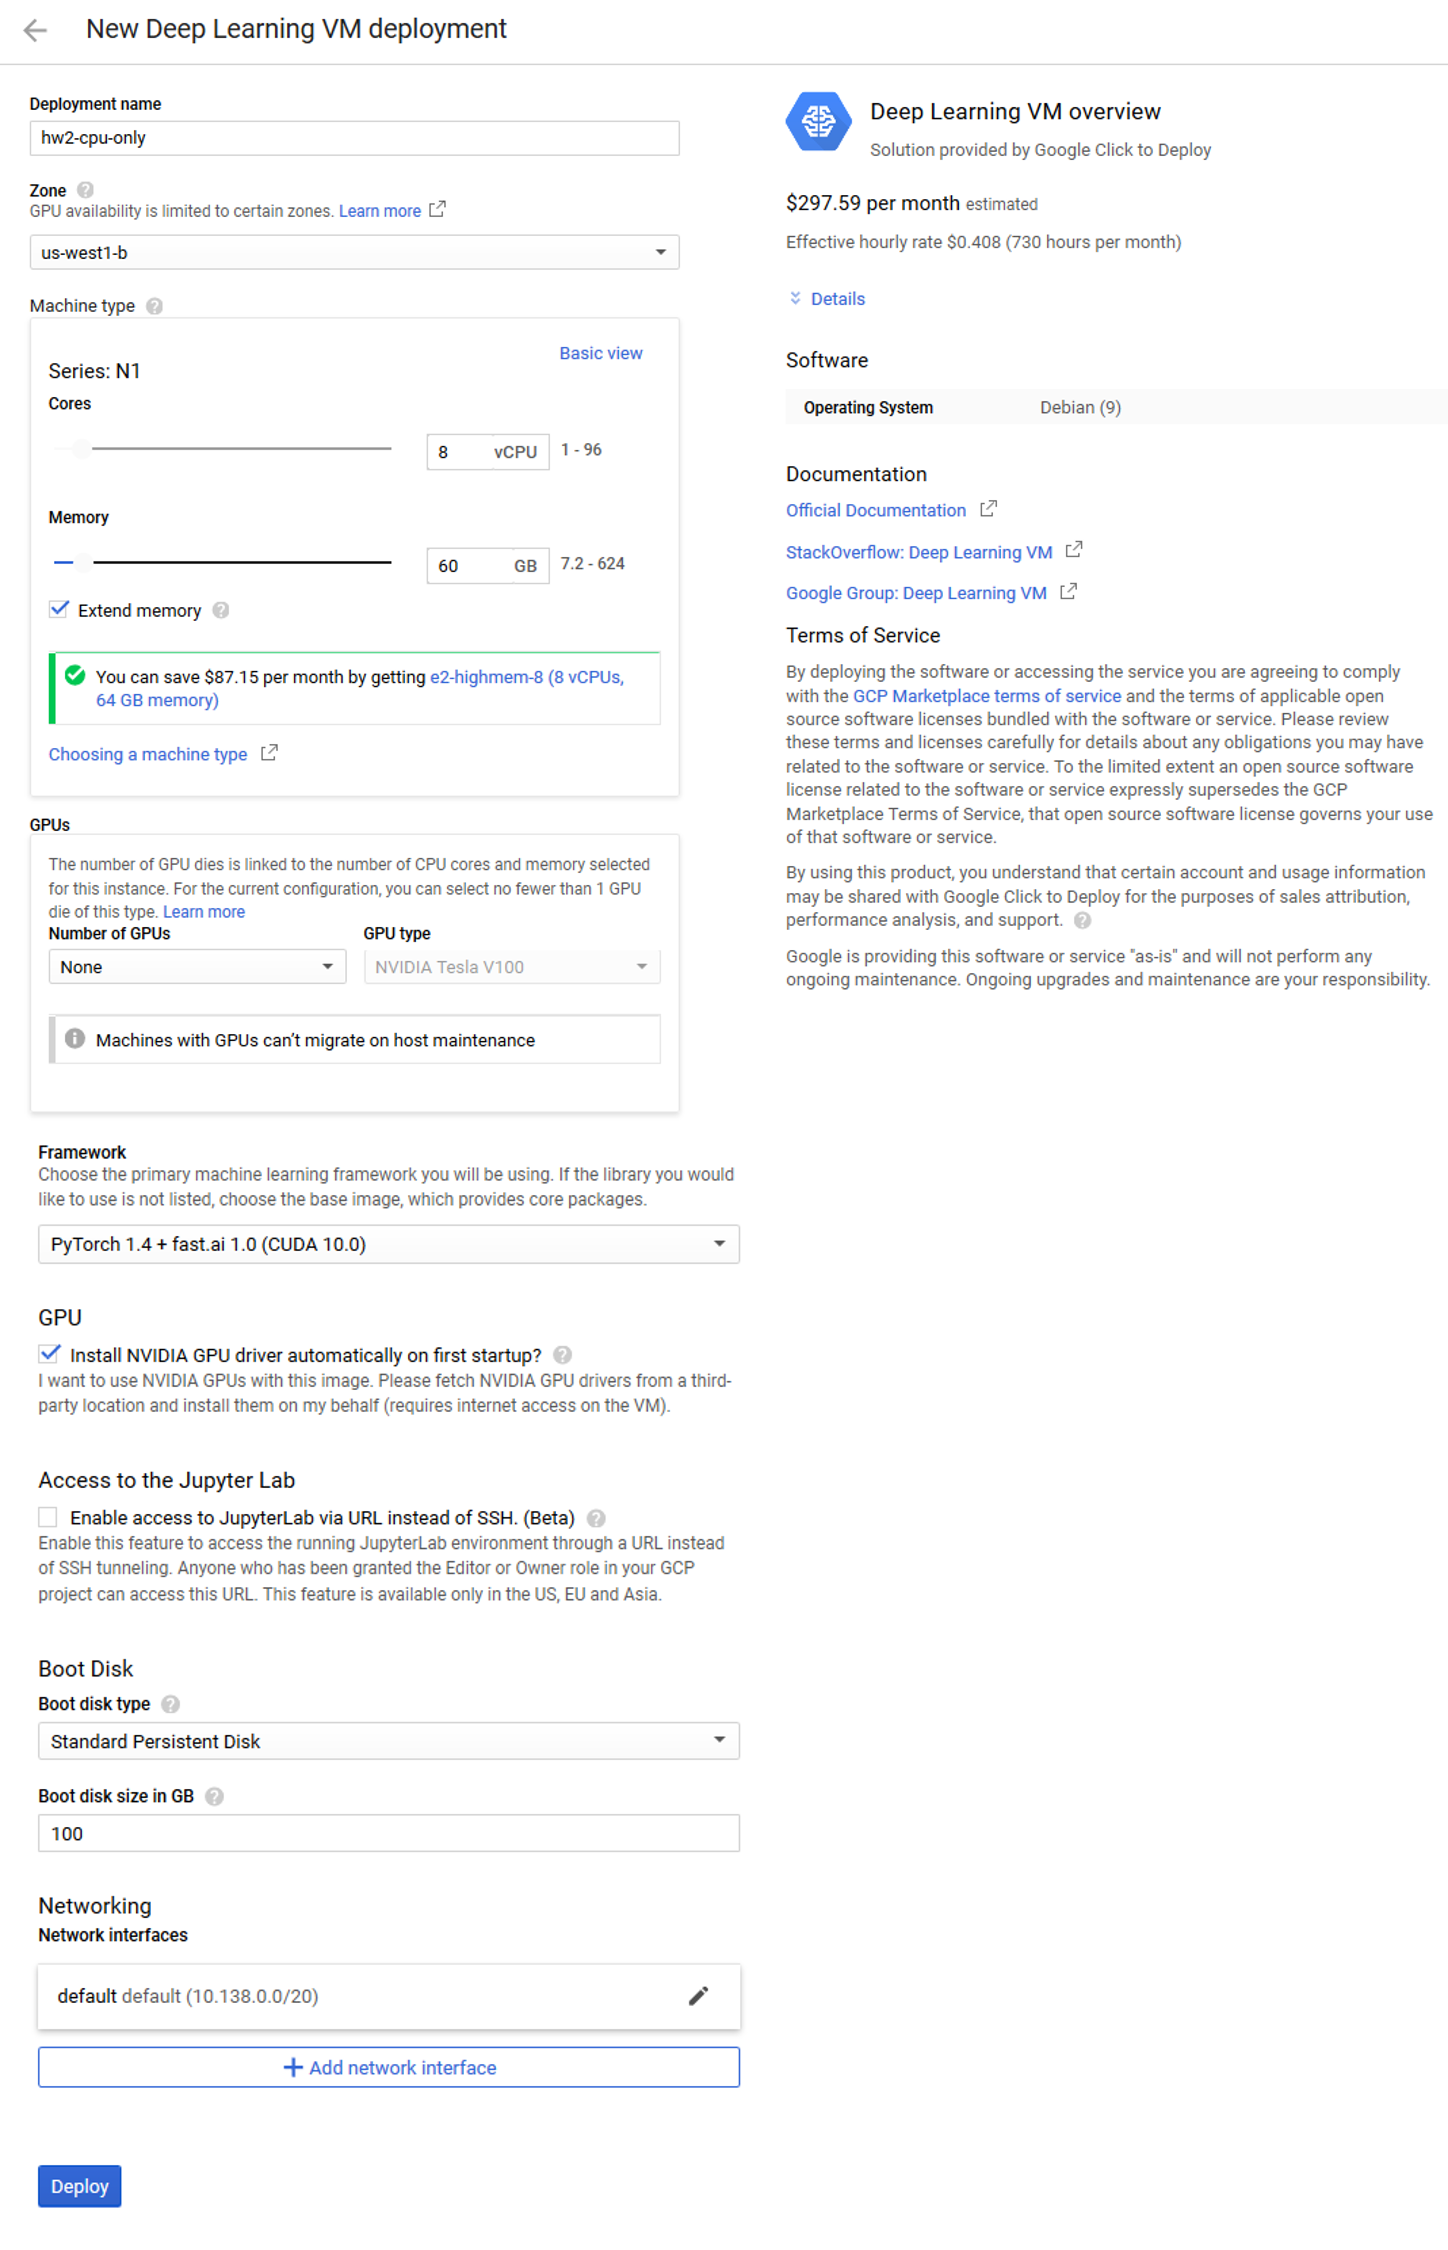 New Deep Learning VM deployment
Deployment name
hw2-cpu-only
Zone
GPU availability is limited to certain zones. Learn more
us-west1-b
Machine type
Basic view
Series: N1
Cores
8 vCPU 1 - 96
Memory
60 GB 7.2 - 624
Extend memory
You can save $87.15 per month by getting e2-highmem-8 (8 vCPUs,
64 GB memory)
Choosing a machine type
GPUs
The number of GPU dies is linked to the number of CPU cores and memory selected
for this instance. For the current configuration, you can select no fewer than 1 GPU
die of this type. Learn more
Number of GPUs GPU type
None NVIDIA Tesla V100
Machines with GPUs can’t migrate on host maintenance
Framework
Choose the primary machine learning framework you will be using. If the library you would
like to use is not listed, choose the base image, which provides core packages.
PyTorch 1.4 + fast.ai 1.0 (CUDA 10.0)
GPU
Install NVIDIA GPU driver automatically on first startup?
I want to use NVIDIA GPUs with this image. Please fetch NVIDIA GPU drivers from a third-
party location and install them on my behalf (requires internet access on the VM).
Access to the Jupyter Lab
Enable access to JupyterLab via URL instead of SSH. (Beta)
Enable this feature to access the running JupyterLab environment through a URL instead
of SSH tunneling. Anyone who has been granted the Editor or Owner role in your GCP
project can access this URL. This feature is available only in the US, EU and Asia.
Boot Disk
Boot disk type
Standard Persistent Disk
Boot disk size in GB
100
Networking
Network interfaces
default default (10.138.0.0/20)
Add network interface
Deploy
Deep Learning VM overview
Solution provided by Google Click to Deploy
$297.59 per month estimated
Effective hourly rate $0.408 (730 hours per month)
Details
Software
Operating System Debian (9)
Documentation
Official Documentation
StackOverflow: Deep Learning VM
Google Group: Deep Learning VM
Terms of Service
By deploying the software or accessing the service you are agreeing to comply
with the GCP Marketplace terms of service and the terms of applicable open
source software licenses bundled with the software or service. Please review
these terms and licenses carefully for details about any obligations you may have
related to the software or service. To the limited extent an open source software
license related to the software or service expressly supersedes the GCP
Marketplace Terms of Service, that open source software license governs your use
of that software or service.
By using this product, you understand that certain account and usage information
may be shared with Google Click to Deploy for the purposes of sales attribution,
performance analysis, and support.
Google is providing this software or service "as-is" and will not perform any
ongoing maintenance. Ongoing upgrades and maintenance are your responsibility.